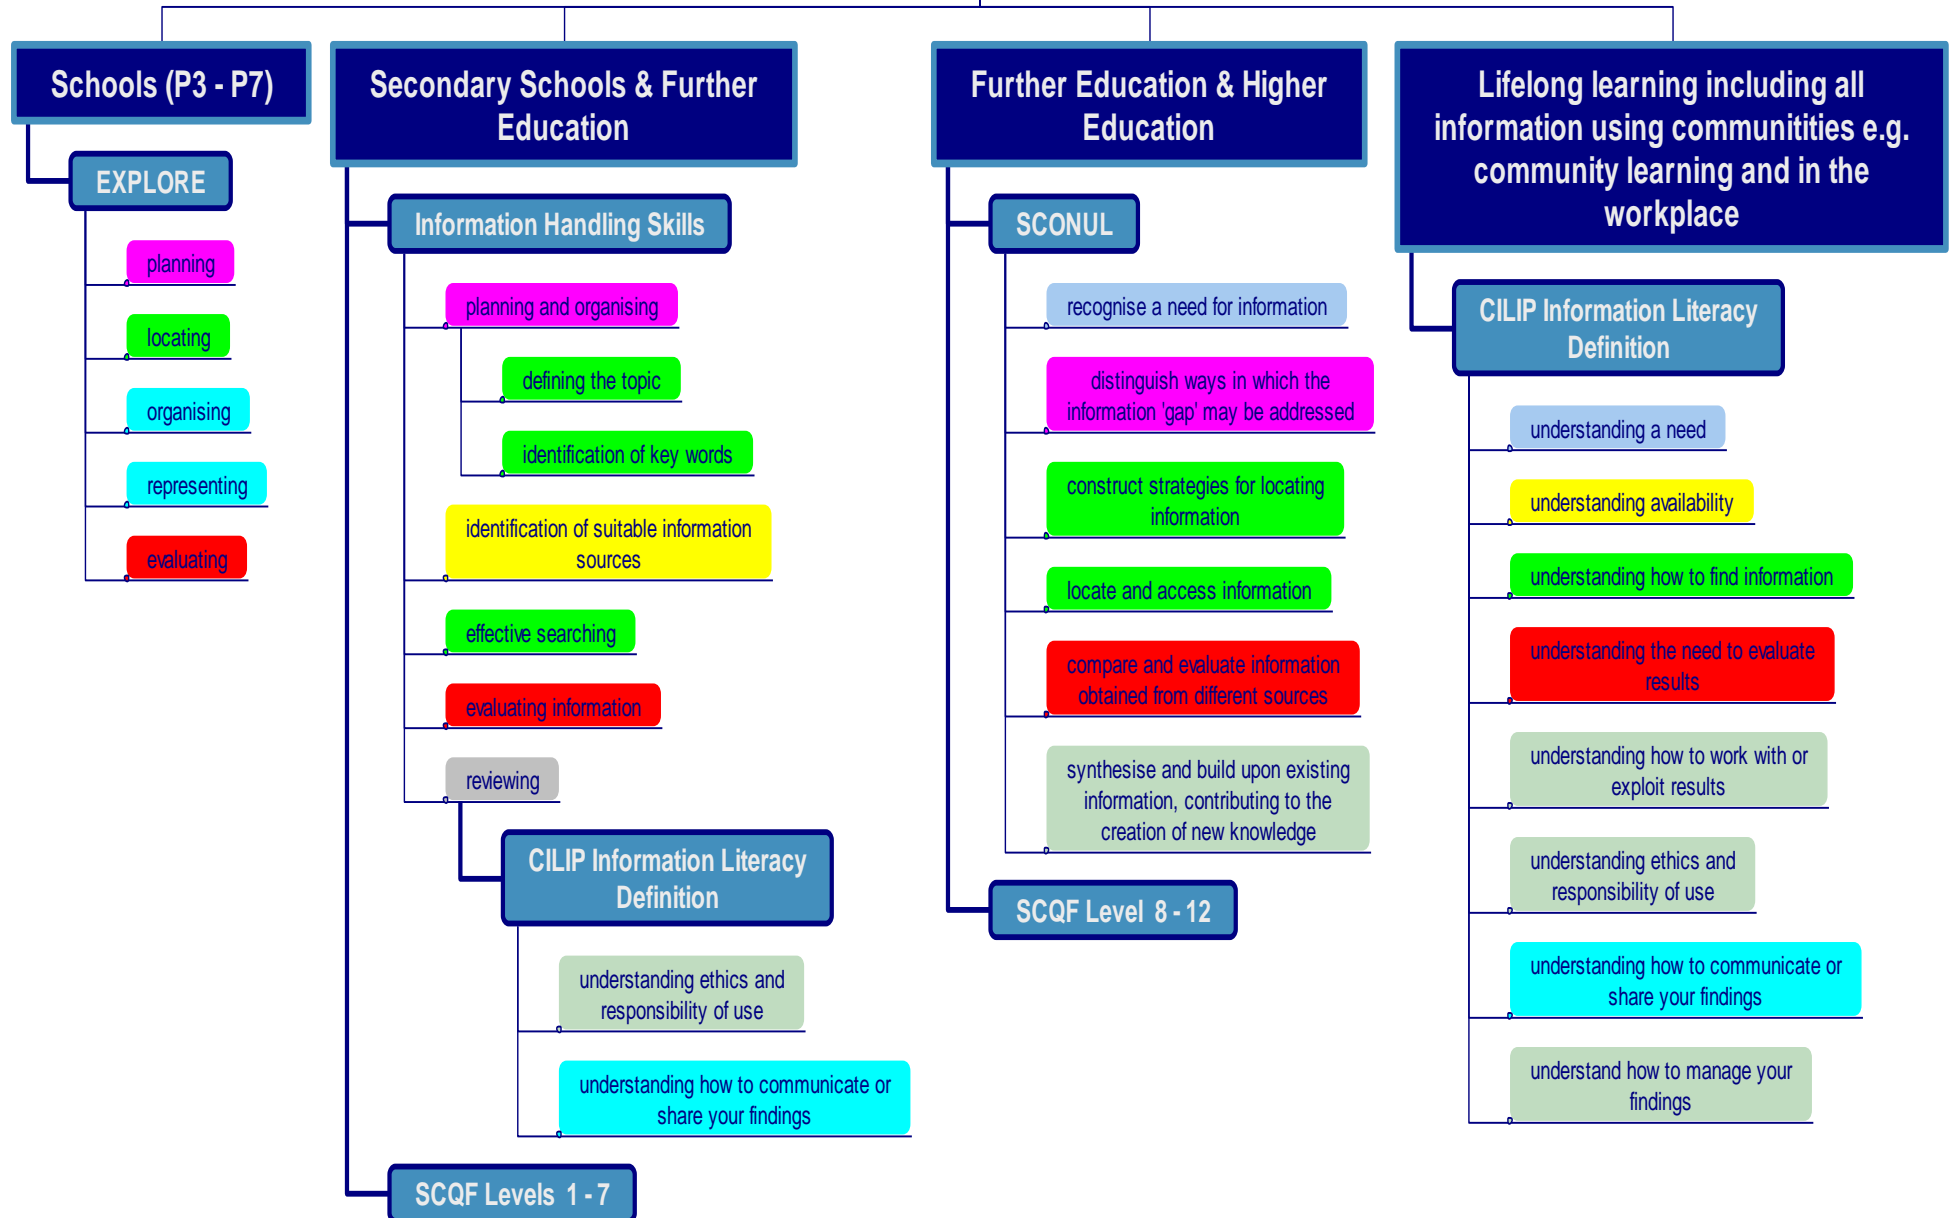 Schools (P3 - P7)
EXPLORE
planning
locating
organising
representing
evaluating
Secondary Schools & Further
Education
Information Handling Skills
planning and organising
defining the topic
identification of key words
identification of suitable information
sources
effective searching
evaluating information
reviewing
CILIP Information Literacy
Definition
understanding ethics and
responsibility of use
understanding how to communicate or
share your findings
SCQF Levels 1 - 7
Further Education & Higher
Education
SCONUL
recognise a need for information
distinguish ways in which the
information 'gap' may be addressed
construct strategies for locating
information
locate and access information
compare and evaluate information
obtained from different sources
synthesise and build upon existing
information, contributing to the
creation of new knowledge
SCQF Level 8 - 12
Lifelong learning including all
information using communitities e.g.
community learning and in the
workplace
CILIP Information Literacy
Definition
understanding a need
understanding availability
understanding how to find information
understanding the need to evaluate
results
understanding how to work with or
exploit results
understanding ethics and
responsibility of use
understanding how to communicate or
share your findings
understand how to manage your
findings